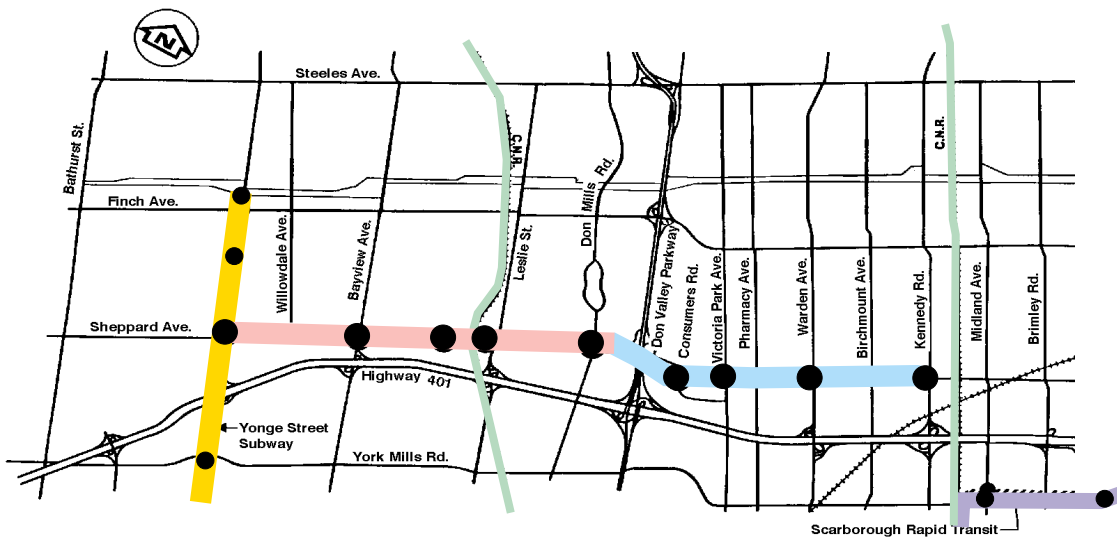 N
Steeles Ave.
Bathurst St.
C.N.R.
C.N.R.
Don Mills Rd.
Finch Ave.
Willowdale Ave.
Bayview Ave.
Leslie St.
Don Valley Parkway
Consumers Rd.
Victoria Park Ave.
Pharmacy Ave.
Warden Ave.
Birchmount Ave.
Kennedy Rd.
Midland Ave.
Brimley Rd.
Sheppard Ave.
Highway 401
Yonge Street
Subway
York Mills Rd.
Scarborough Rapid Transit